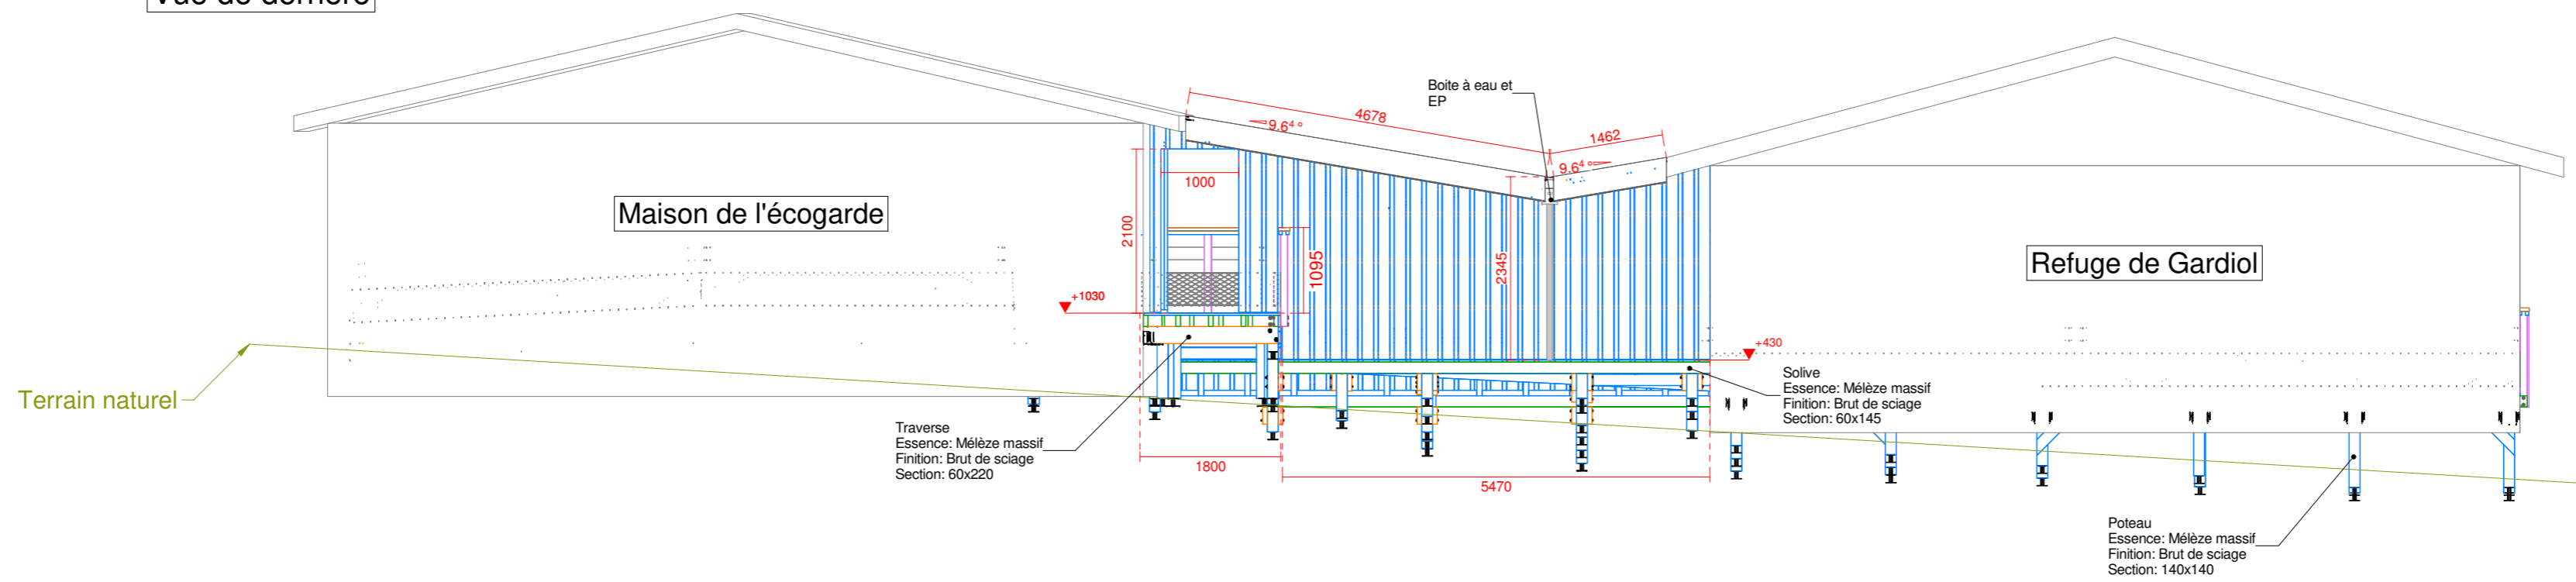 Vue de derrière
Boite à eau et
EP
4678
9.64 °
1462
9.64 °
1000
Maison de l'écogarde
2100
1095
22345
Refuge de Gardiol
+1030
+430
Terrain naturel
Solive
Essence: Mélèze massif
Finition: Brut de sciage
Section: 60x145
Traverse
Essence: Mélèze massif
Finition: Brut de sciage
Section: 60x220
1800
5470
Poteau
Essence: Mélèze massif
Finition: Brut de sciage
Section: 140x140